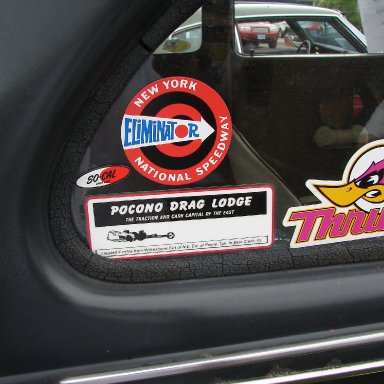 NEW YORK
ELIMINATOR
NATIONAL SPEEDWAY
SO-CAL
POCONO DRAG LODGE
THE TRACTION AND CASH CAPITAL OF THE EAST
Thru